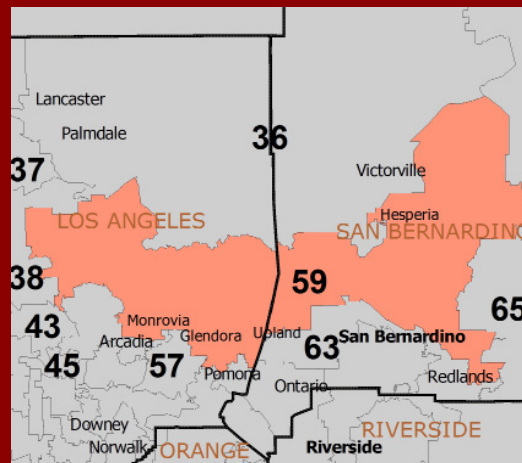 Lancaster
Palmdale
36
37
Victorville
LOS ANGELES
Hesperia
SAN BERNARDINO
38
59
65
43
Monrovia
Arcadia
Glendora
Upland
63
San Bernardino
45
57
Pomona
Redlands
Ontario
Downey
Norwalk
ORANGE
RIVERSIDE
Riverside